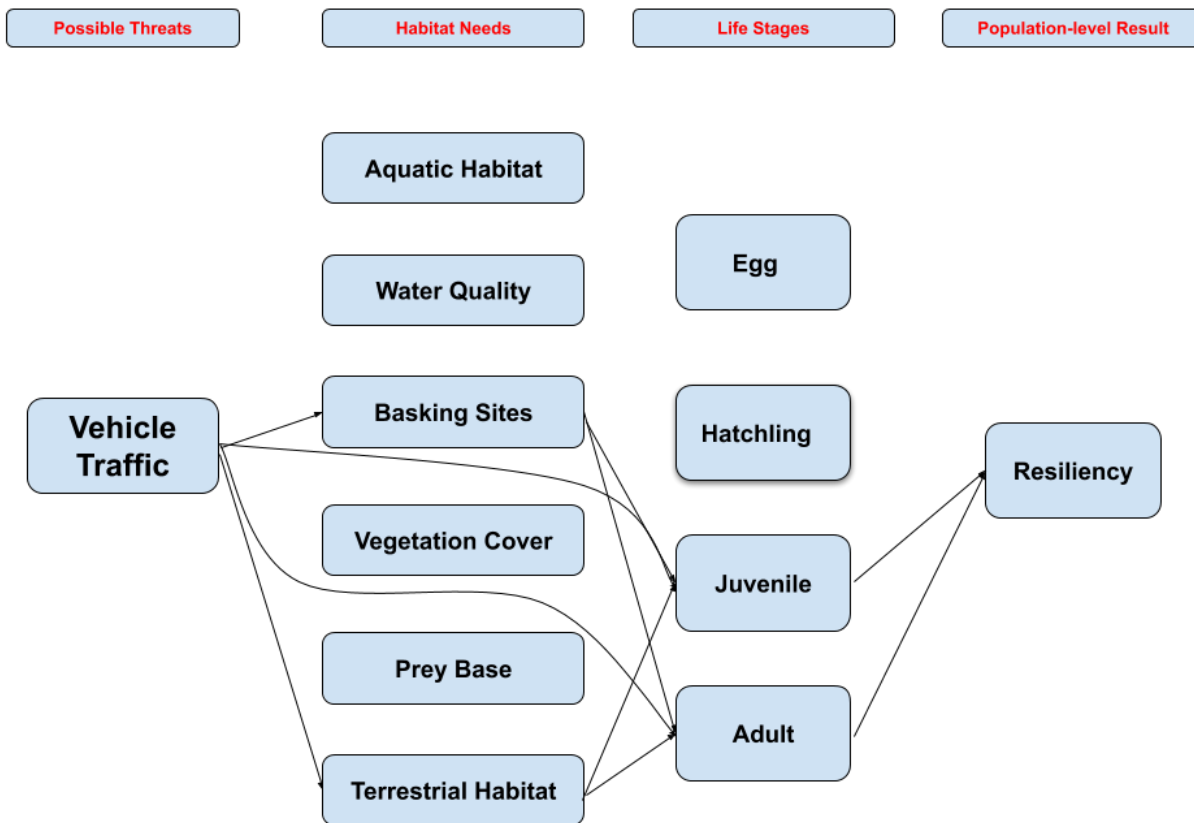 Possible Threats
Habitat Needs
Life Stages
Population-level Result
Aquatic Habitat
Water Quality
Basking Sites
Vegetation Cover
Prey Base
Terrestrial Habitat
Vehicle
Traffic
Egg
Hatchling
Juvenile
Adult
Resiliency